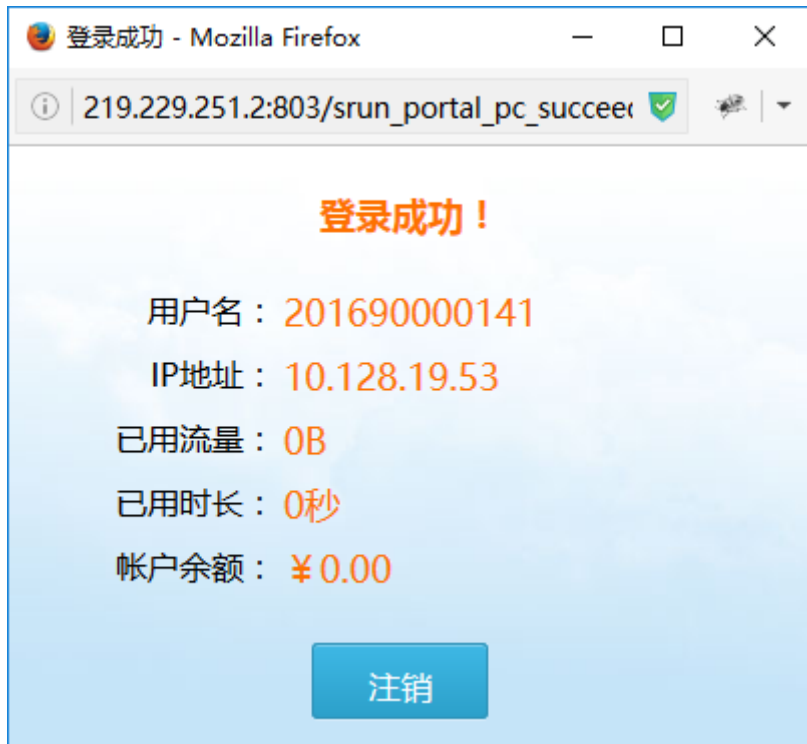 登录成功 - Mozilla Firefox
219.229.251.2:803/srun_portal_pc_succeed
登录成功！
用户名： 201690000141
IP地址： 10.128.19.53
已用流量： 0B
已用时长： 0秒
帐户余额： ￥0.00
注销